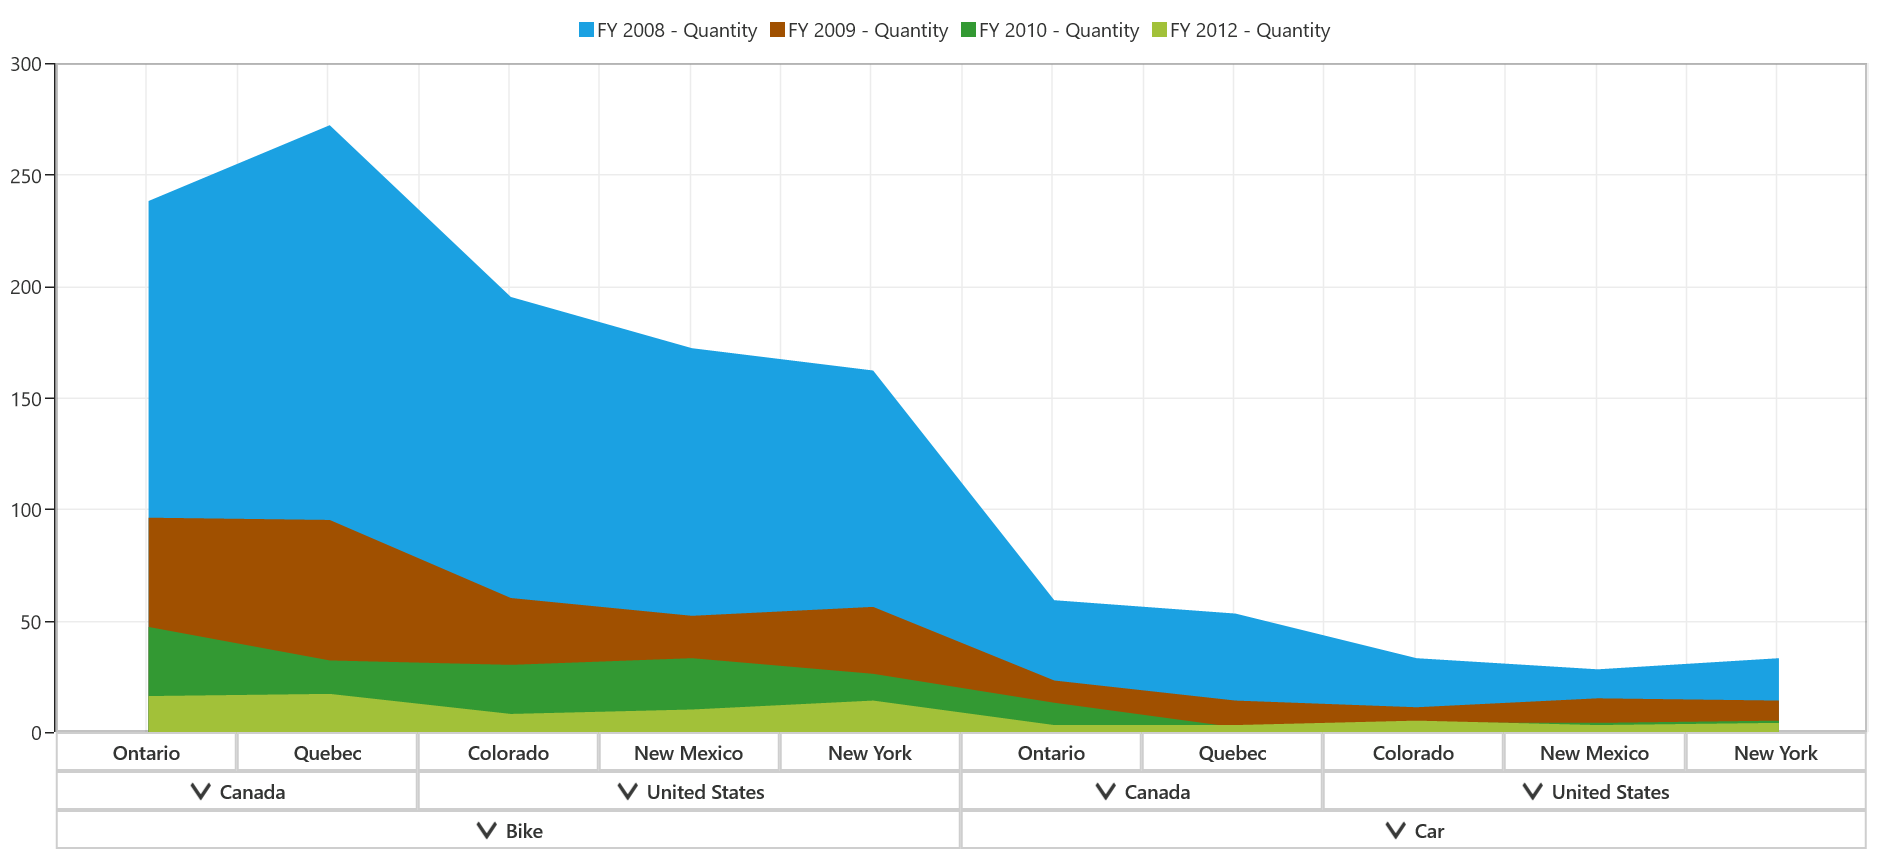 FY 2008 - Quantity FY 2009 - Quantity FY 2010 - Quantity FY 2012 - Quantity
300
250
200
150
100
50
0
Ontario Quebec Colorado New Mexico New York Ontario Quebec Colorado New Mexico New York
Canada United States Canada United States
Bike Car